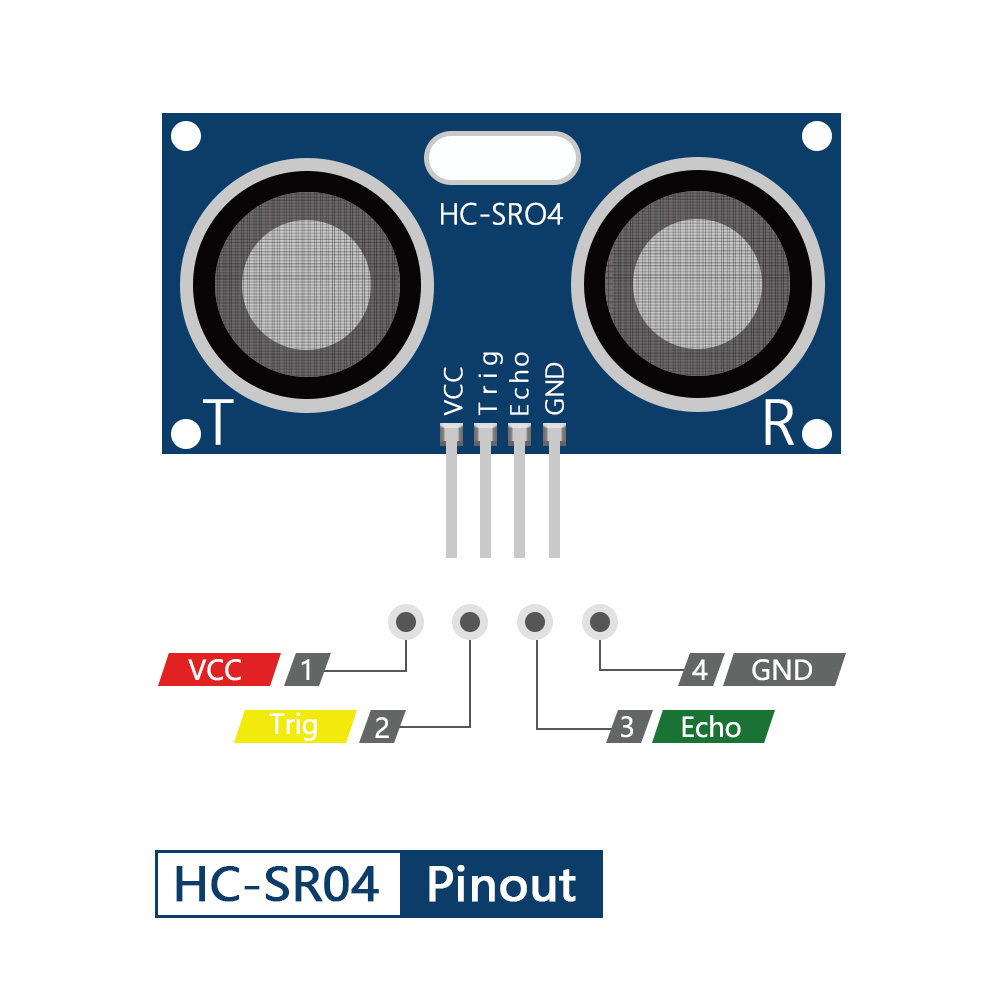 HC-SRO4
VCC
Trig
Echo
GND
T
R
VCC 1
4 GND
Trig 2
3 Echo
HC-SR04 Pinout